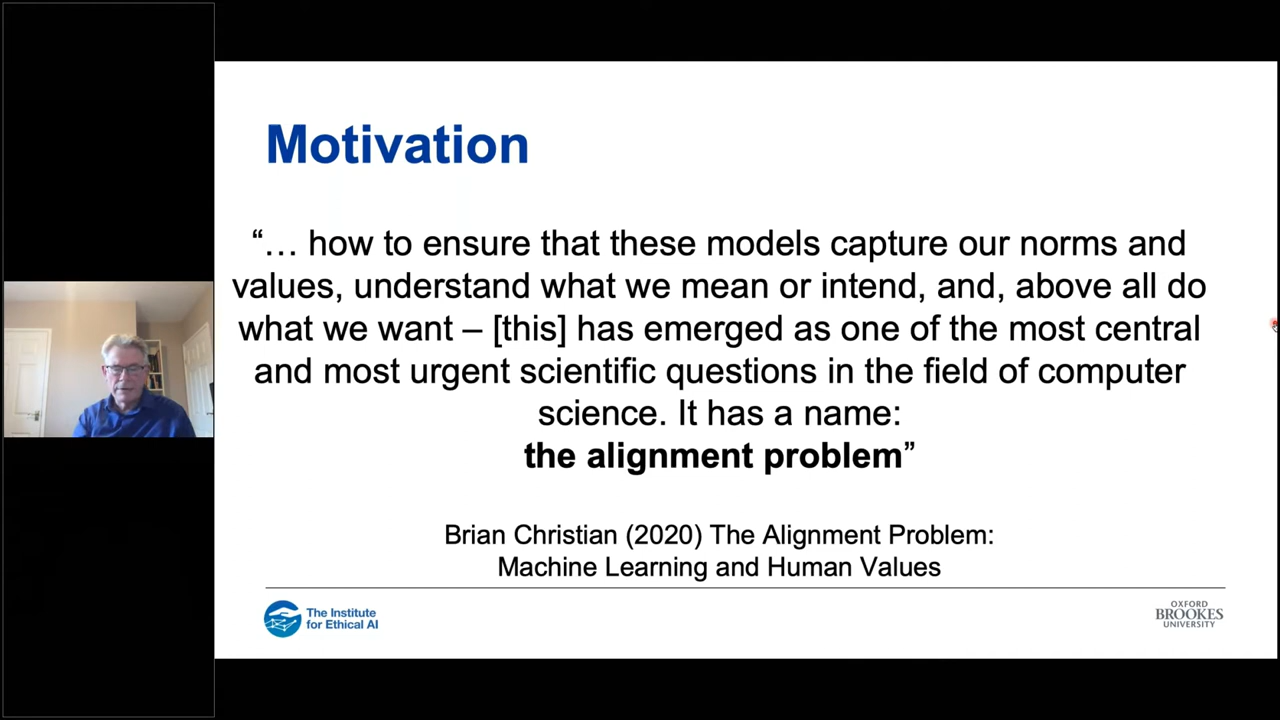 Motivation
“… how to ensure that these models capture our norms and
values, understand what we mean or intend, and, above all do
what we want – [this] has emerged as one of the most central
and most urgent scientific questions in the field of computer
science. It has a name:
the alignment problem”
Brian Christian (2020) The Alignment Problem:
Machine Learning and Human Values
The Institute
for Ethical AI
OXFORD
BROOKES
UNIVERSITY